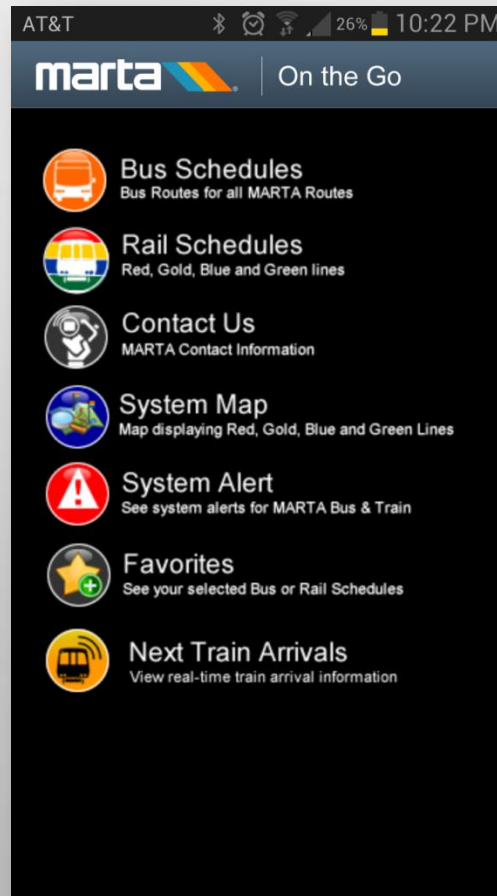 AT&T 26% 10:22 PM
marta On the Go
Bus Schedules
Bus Routes for all MARTA Routes
Rail Schedules
Red, Gold, Blue and Green lines
Contact Us
MARTA Contact Information
System Map
Map displaying Red, Gold, Blue and Green Lines
System Alert
See system alerts for MARTA Bus & Train
Favorites
See your selected Bus or Rail Schedules
Next Train Arrivals
View real-time train arrival information